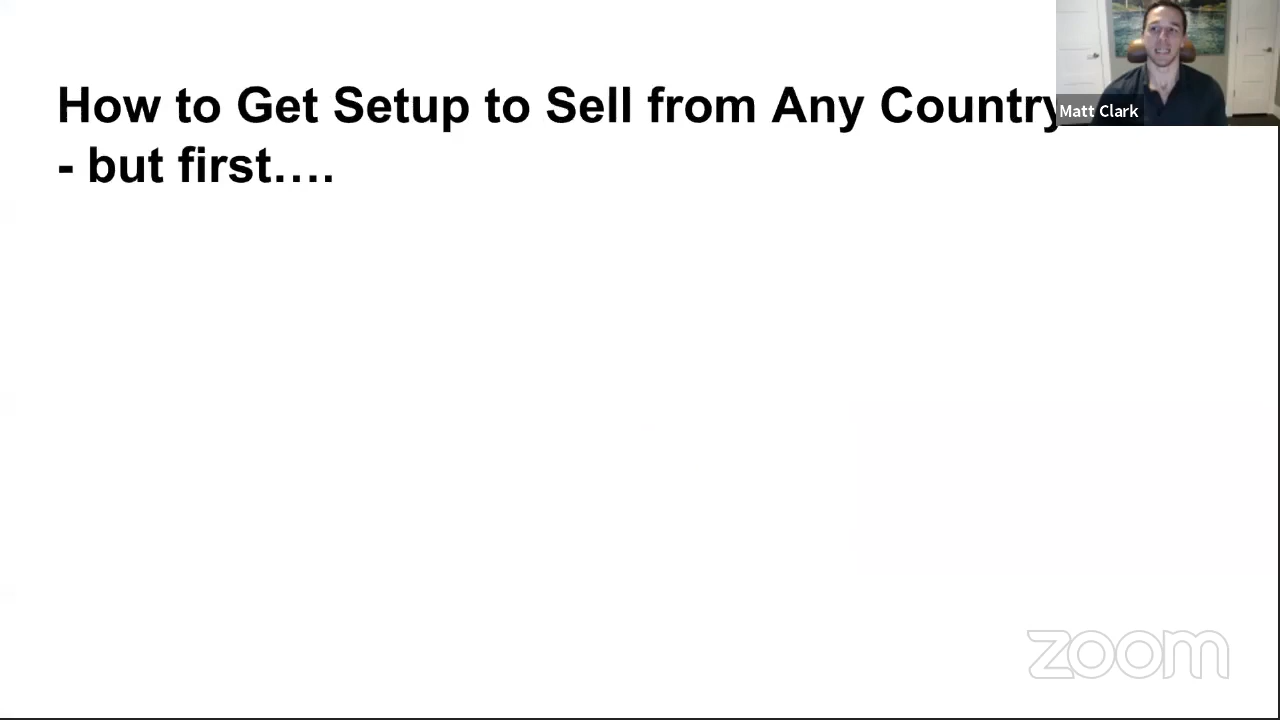 How to Get Setup to Sell from Any Country
- but first….
Matt Clark
zoom